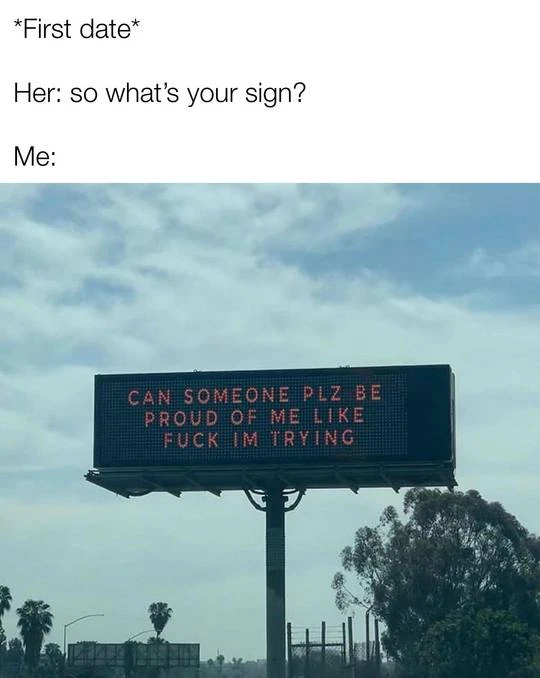 *First date*
Her: so what's your sign?
Me:
CAN SOMEONE PLZ BE
PROUD OF ME LIKE
FUCK IM TRYING